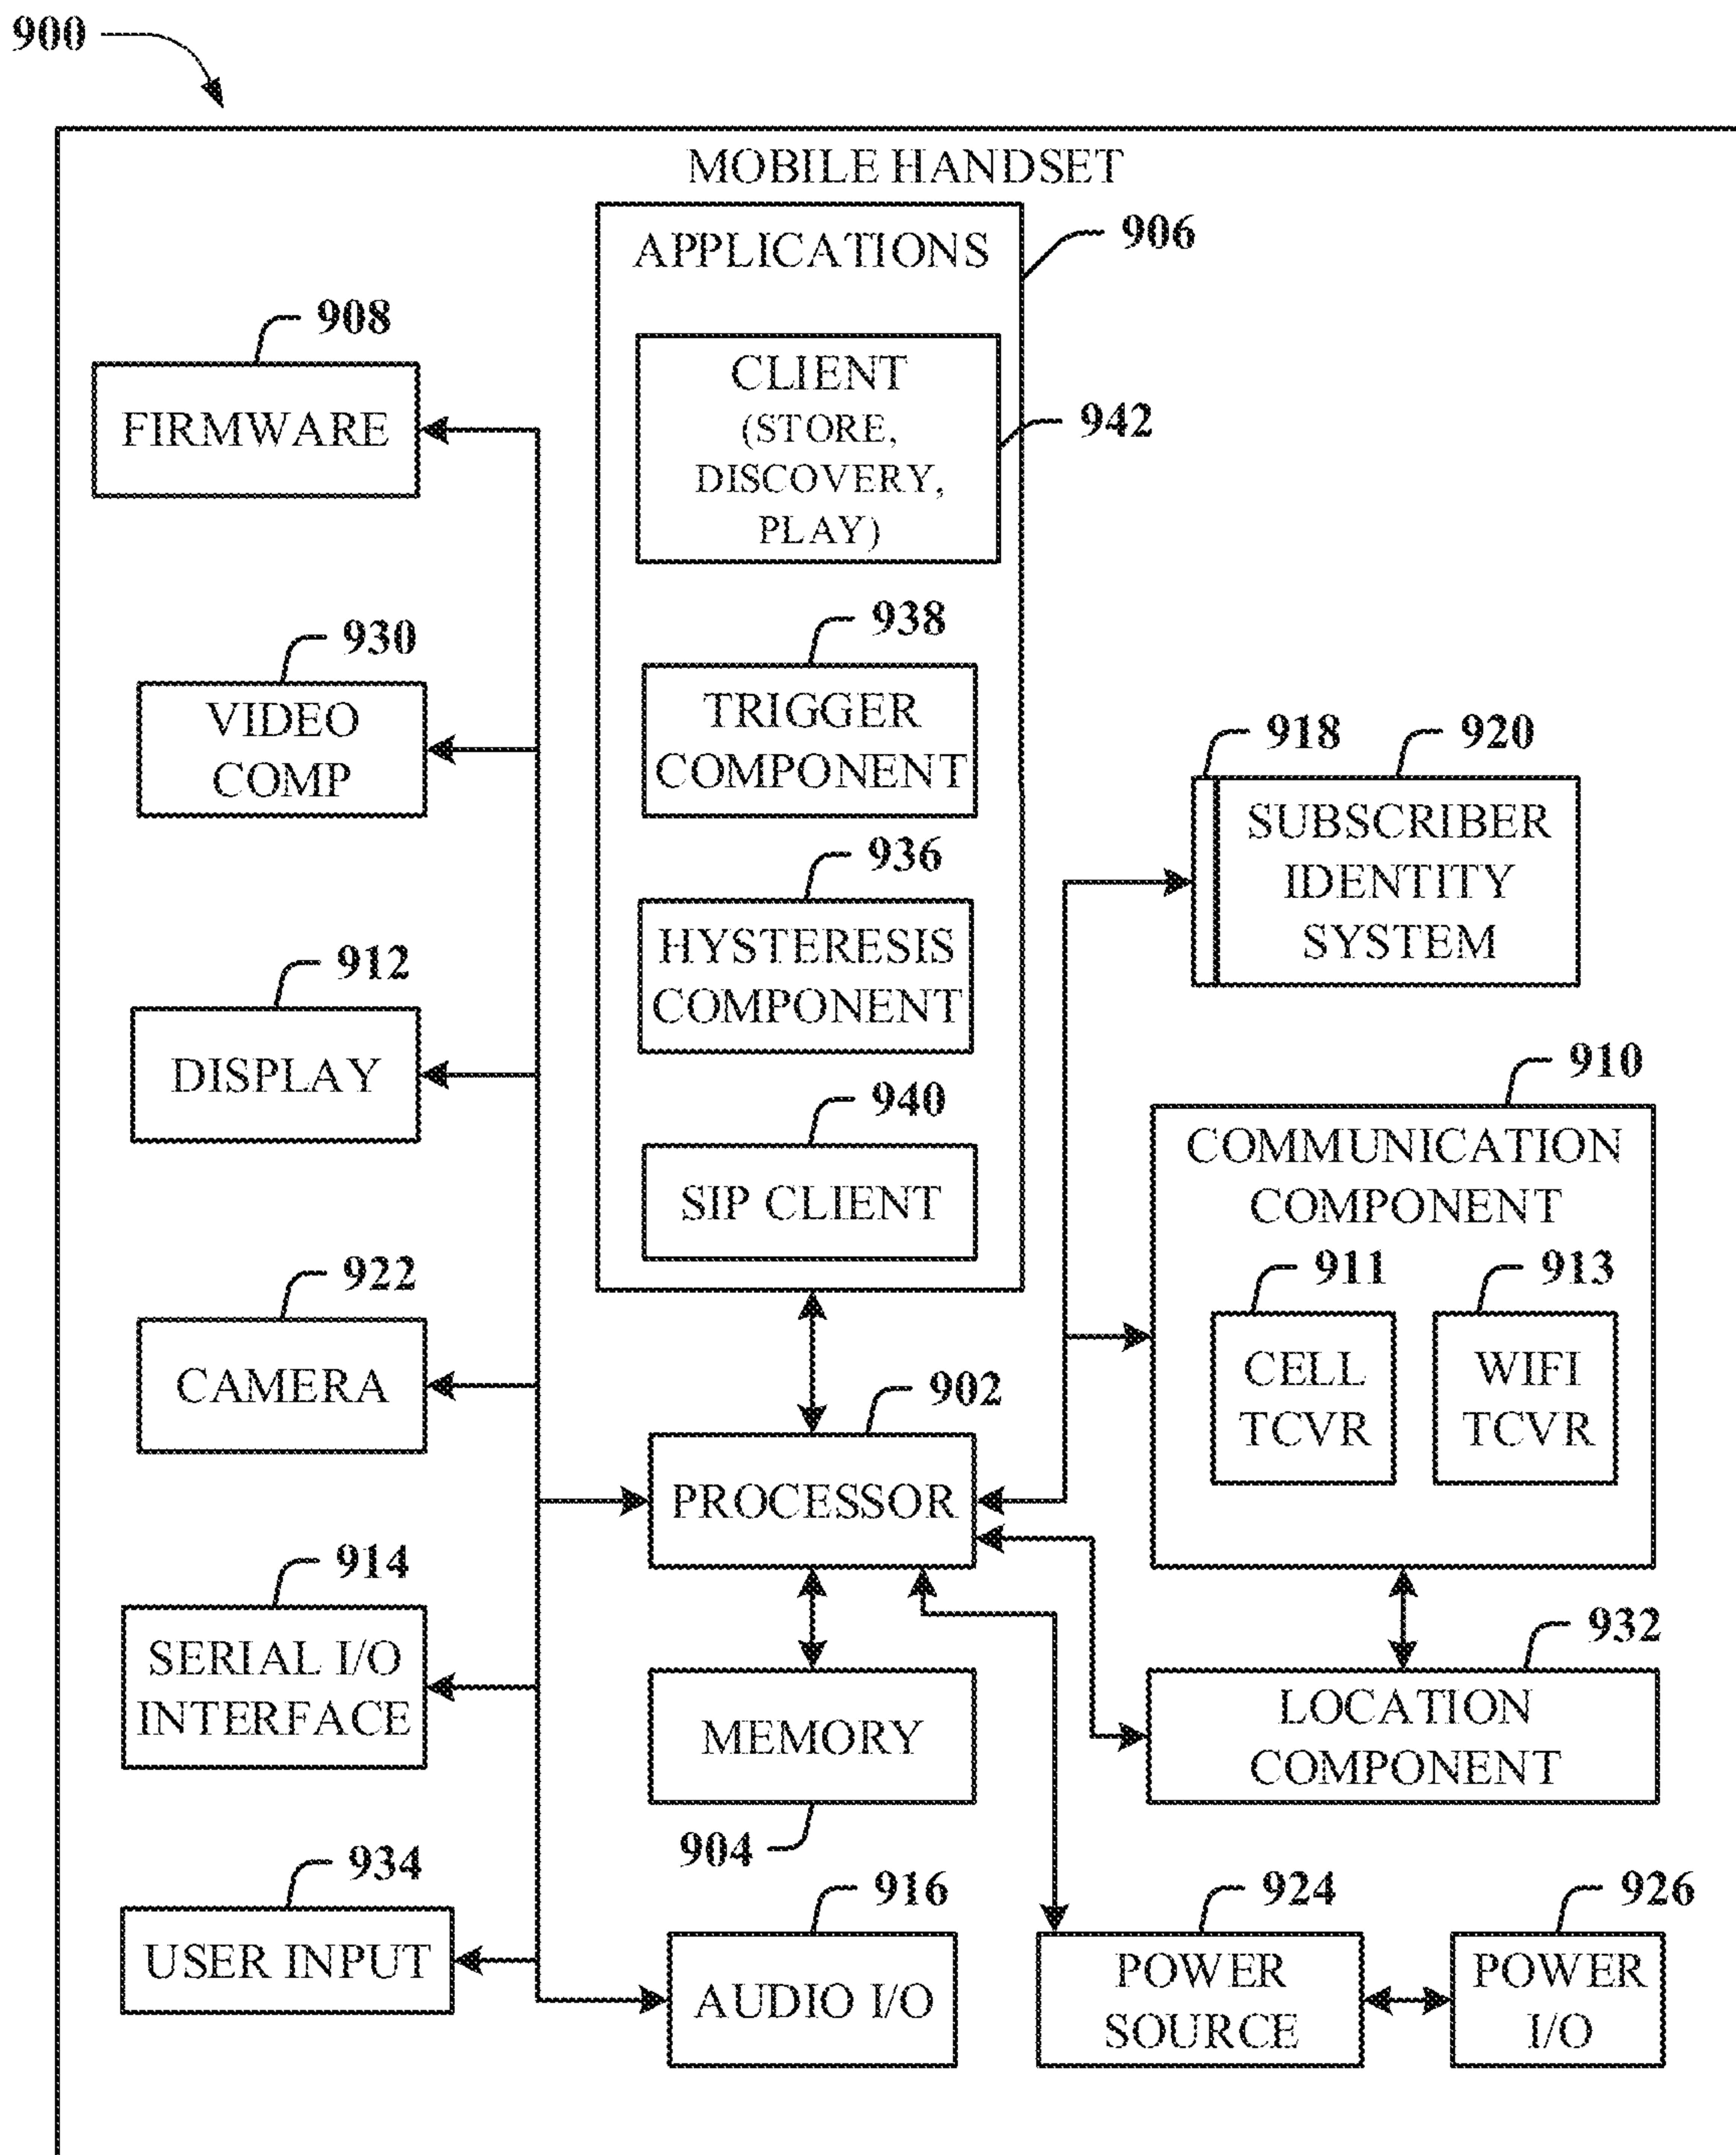 900
MOBILE HANDSET
APPLICATIONS
906
CLIENT
(STORE,
DISCOVERY,
PLAY)
942
908
FIRMWARE
938
TRIGGER
COMPONENT
930
VIDEO
COMP
936
HYSTERESIS
COMPONENT
918
920
SUBSCRIBER
IDENTITY
SYSTEM
912
DISPLAY
940
SIP CLIENT
910
COMMUNICATION
COMPONENT
911
CELL
TCVR
913
WIFI
TCVR
922
CAMERA
902
PROCESSOR
914
SERIAL I/O
INTERFACE
MEMORY
904
932
LOCATION
COMPONENT
934
USER INPUT
916
AUDIO I/O
924
POWER
SOURCE
926
POWER
I/O